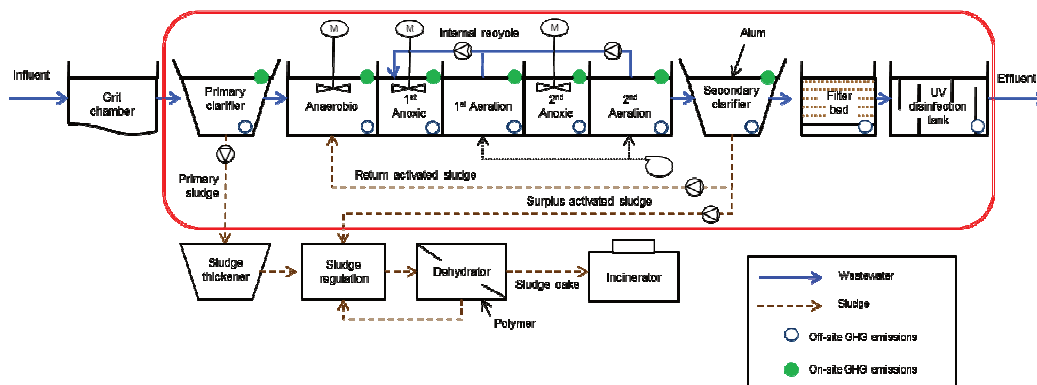 Influent
Grit
chamber
Primary
clarifier
M
Anaerobio
Internal recycle
M
1st
Anoxic
1st Aeration
M
2nd
Anoxic
2nd
Aeration
Alum
Secondary
clarifier
Filter
bed
UV
disinfection
tank
Effluent
Primary
sludge
Return activated sludge
Surplus activated sludge
Sludge
thickener
Sludge
regulation
Dehydrator
Sludge cake
Incinerator
Polymer
Wastewater
Sludge
Off-site GHG emissions
On-site GHG emissions